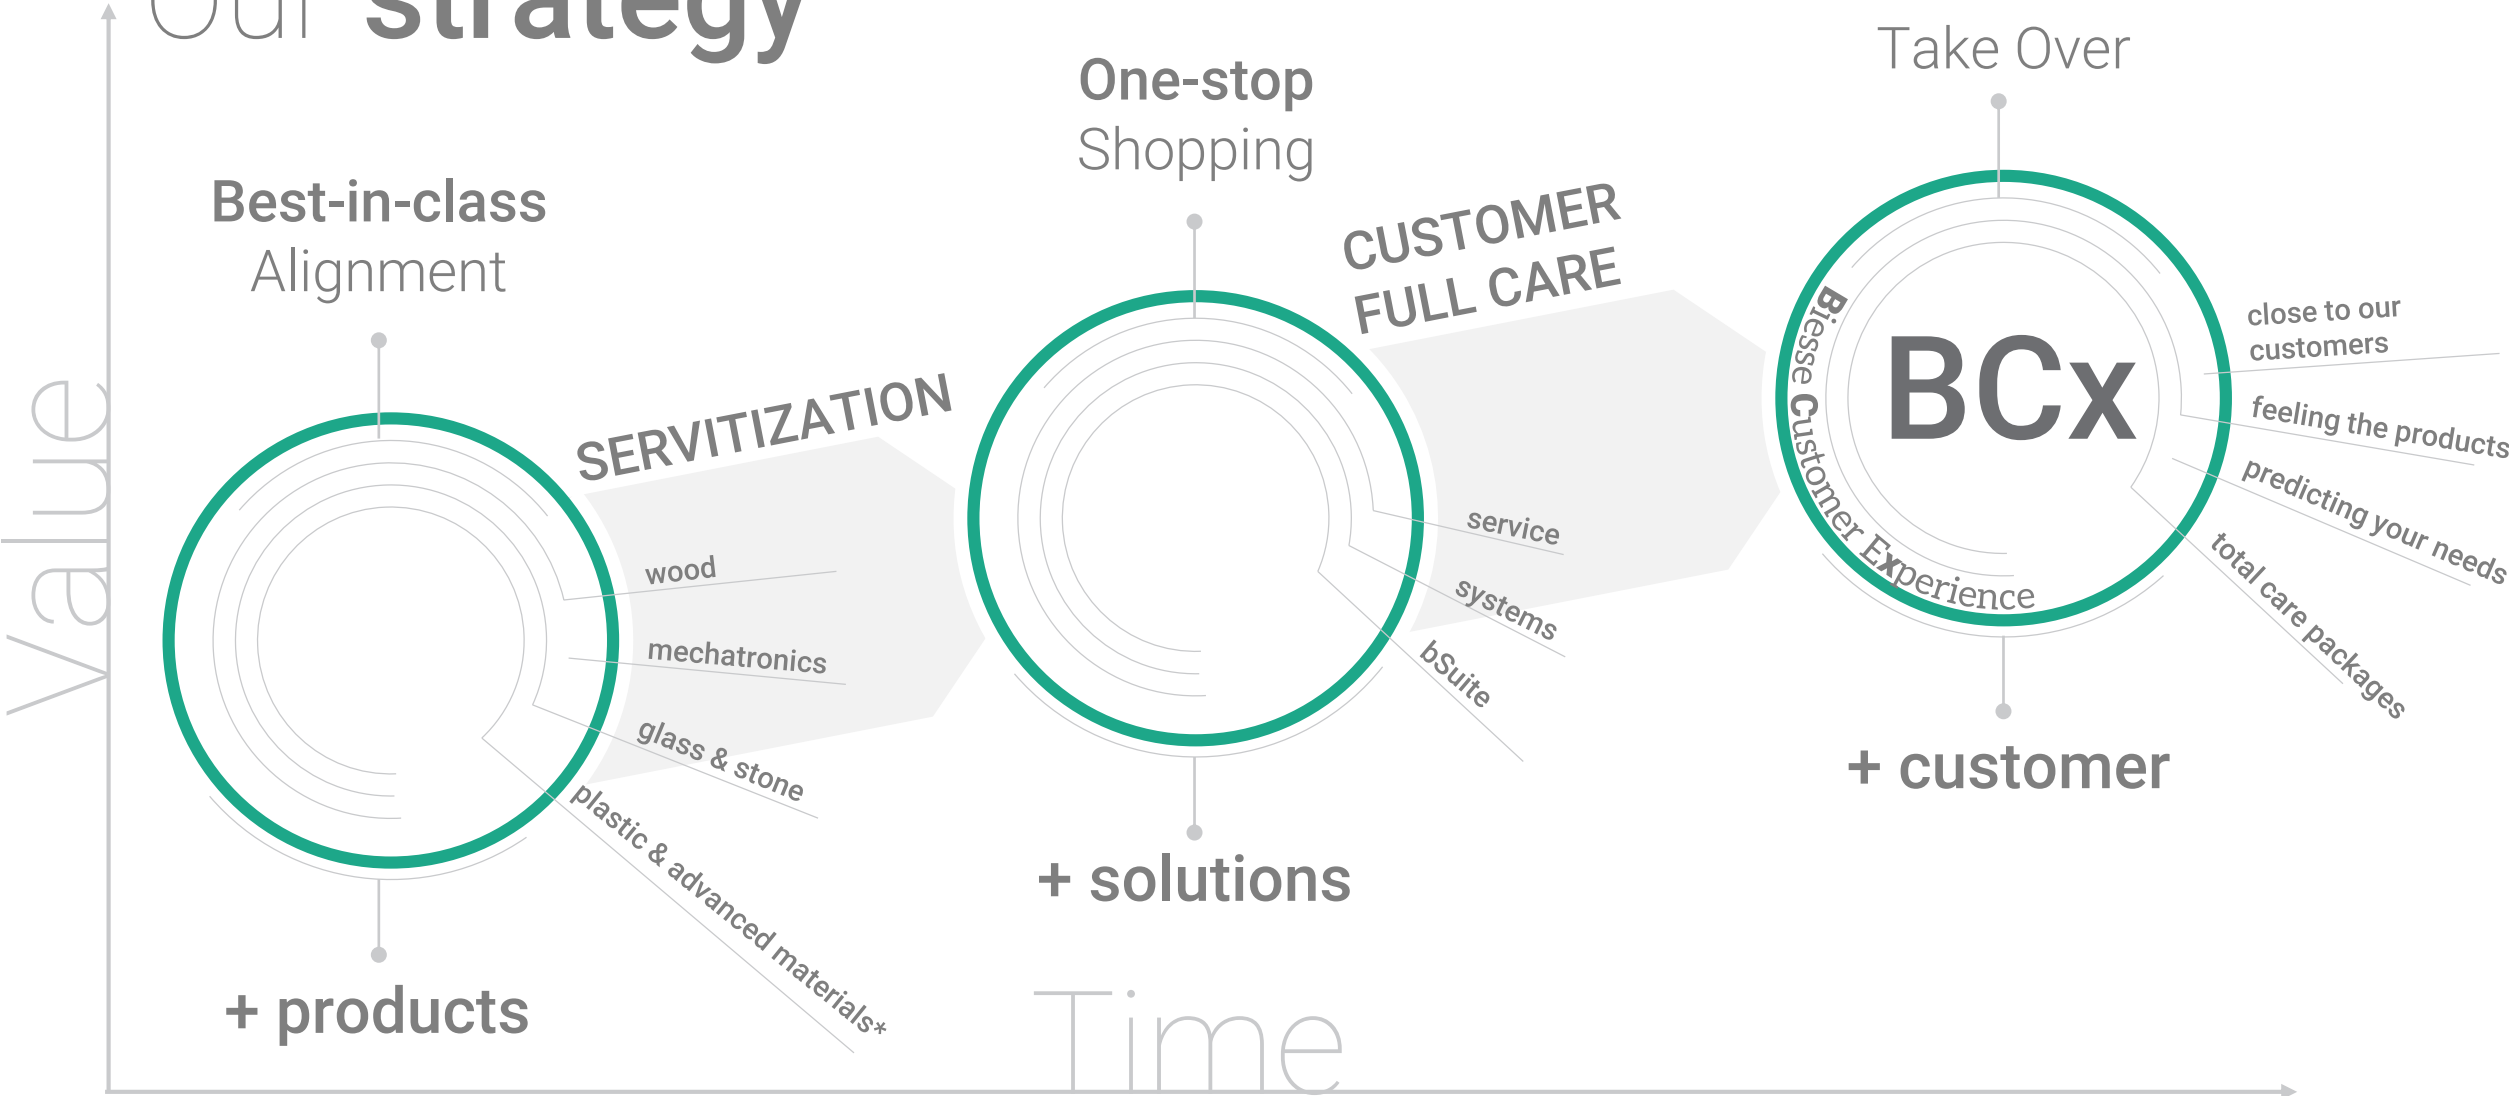 Our strategy
Value
Best-in-class
Alignment
+ products
wood
mechatronics
glass & stone
plastic & advanced materials*
SERVITIZATION
One-stop
Shopping
+ solutions
service
systems
bSuite
CUSTOMER
FULL CARE
Take Over
BCx
Biesse Customer Experience
+ customer
close to our
customers
feeling the products
predicting your needs
total care packages
Time